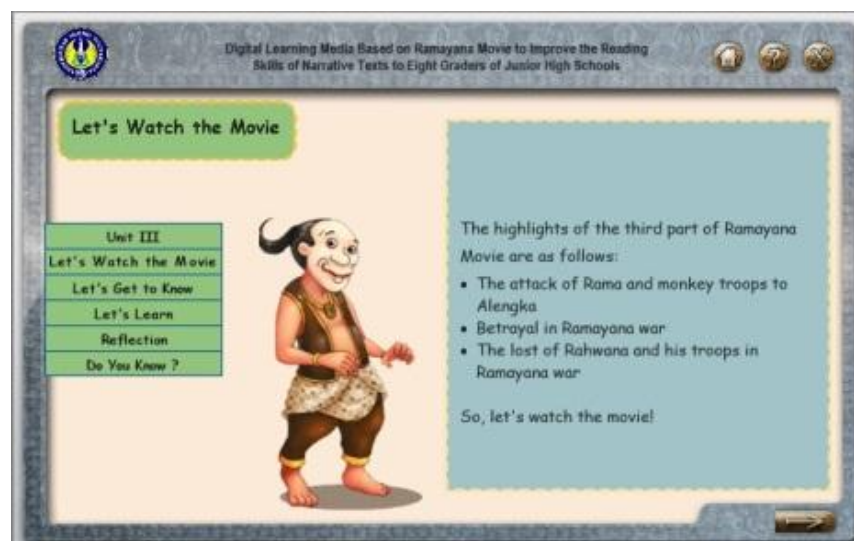 Digital Learning Media Based on Ramayana Movie to Improve the Reading
Skills of Narrative Texts to Eight Graders of Junior High Schools
Let's Watch the Movie
Unit III
Let's Watch the Movie
Let's Get to Know
Let's Learn
Reflection
Do You Know ?
The highlights of the third part of Ramayana
Movie are as follows:
• The attack of Rama and monkey troops to
Alengka
• Betrayal in Ramayana war
• The lost of Rahwana and his troops in
Ramayana war
So, let's watch the movie!